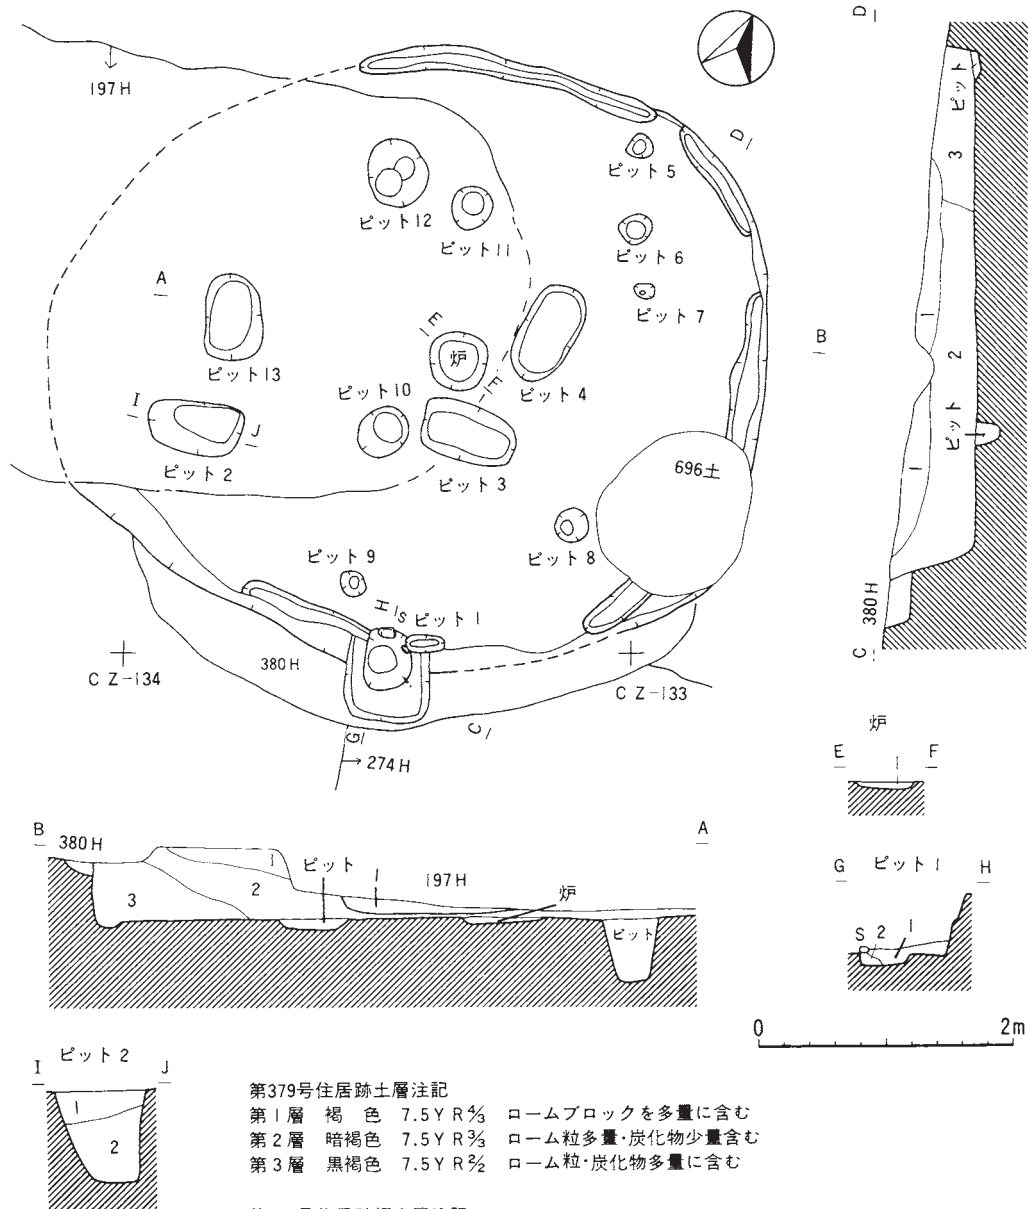 D
197H
D
ピット 5
ピット12
ピット11
ピット 6
ピット 7
A
E
炉
E
B
ピット13
ピット10
ピット 4
I
J
ピット 2
ピット 3
696土
ピット 8
ピット 9
H
S
ピット 1
380H
CZ-134
CZ-133
G
C
274H
ピット
3
1
2
ピット
1
380H
C
炉
E
1
F
B
380H
1
2
3
ピット
1
197H
炉
ピット
A
G
ピット 1
H
S
2
1
0
2m
ピット 2
I
J
1
2
第379号住居跡土層注記
第1層 褐色 7.5YR4/3 ロームブロックを多量に含む
第2層 暗褐色 7.5YR3/3 ローム粒多量・炭化物少量含む
第3層 黒褐色 7.5YR2/2 ローム粒・炭化物多量に含む